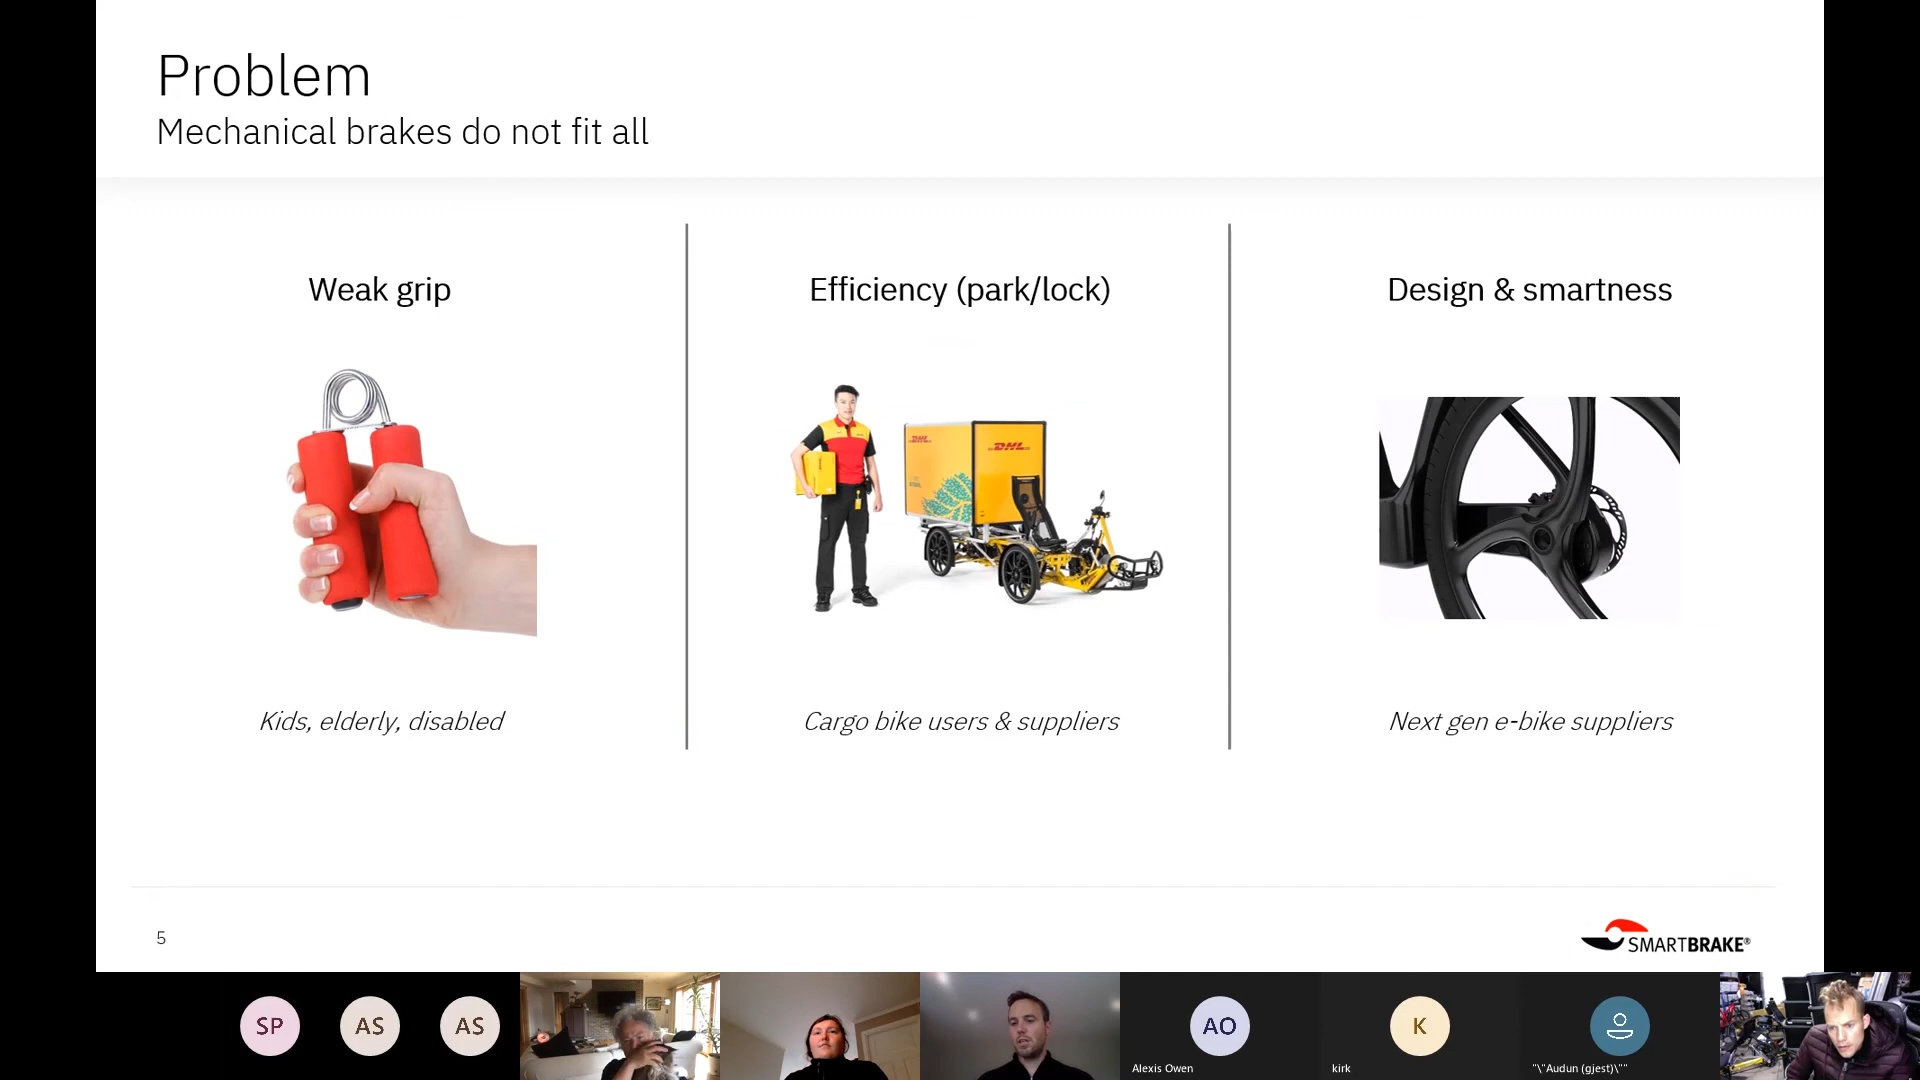 Problem
Mechanical brakes do not fit all
Weak grip
Efficiency (park/lock)
Design & smartness
DHL
Kids, elderly, disabled
Cargo bike users & suppliers
Next gen e-bike suppliers
5
SMARTBRAKE®
SP
AS
AS
AO
K
Alexis Owen
kirk
"\"Audun (gjest)\""